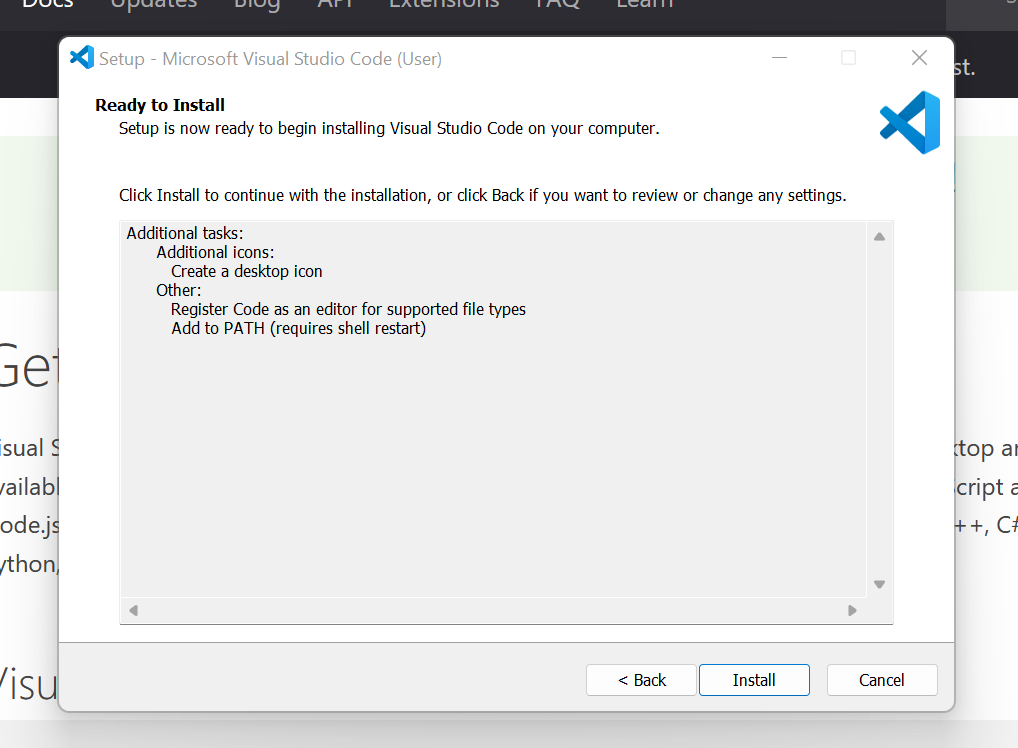 Docs Updates Blog API Extensions FAQ Learn
Setup - Microsoft Visual Studio Code (User)
st.
Ready to Install
Setup is now ready to begin installing Visual Studio Code on your computer.
Click Install to continue with the installation, or click Back if you want to review or change any settings.
Additional tasks:
Additional icons:
Create a desktop icon
Other:
Register Code as an editor for supported file types
Add to PATH (requires shell restart)
Get
isual S
ktop ar
vailabl
Script a
ode.js
++, C#
ython,
Visu
< Back Install Cancel